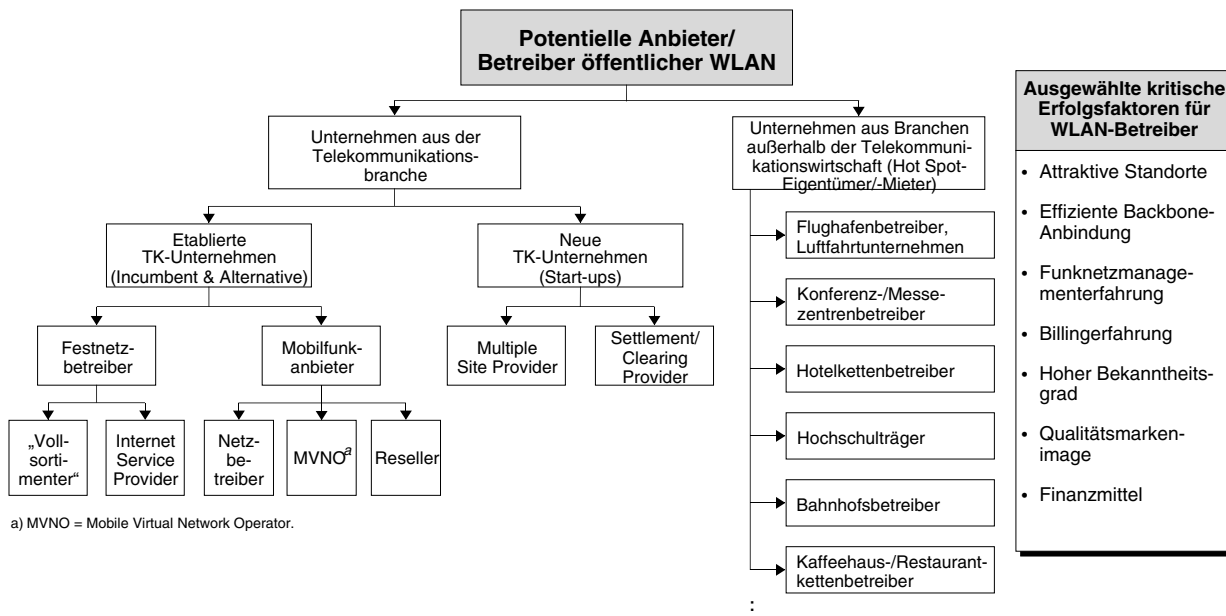 Potentielle Anbieter/
Betreiber öffentlicher WLAN
Unternehmen aus der
Telekommunikations-
branche
Unternehmen aus Branchen
außerhalb der Telekommuni-
kationswirtschaft (Hot Spot-
Eigentümer/-Mieter)
Etablierte
TK-Unternehmen
(Incumbent & Alternative)
Neue
TK-Unternehmen
(Start-ups)
Festnetz-
betreiber
Mobilfunk-
anbieter
Multiple
Site Provider
Settlement/
Clearing
Provider
„Voll-
sorti-
menter“
Internet
Service
Provider
Netz-
be-
treiber
MVNOa
Reseller
a) MVNO = Mobile Virtual Network Operator.
Flughafenbetreiber,
Luftfahrtunternehmen
Konferenz-/Messe-
zentrenbetreiber
Hotelkettenbetreiber
Hochschulträger
Bahnhofsbetreiber
Kaffeehaus-/Restaurant-
kettenbetreiber
:
Ausgewählte kritische
Erfolgsfaktoren für
WLAN-Betreiber
• Attraktive Standorte
• Effiziente Backbone-
Anbindung
• Funknetzmanage-
menterfahrung
• Billingerfahrung
• Hoher Bekanntheits-
grad
• Qualitätsmarken-
image
• Finanzmittel